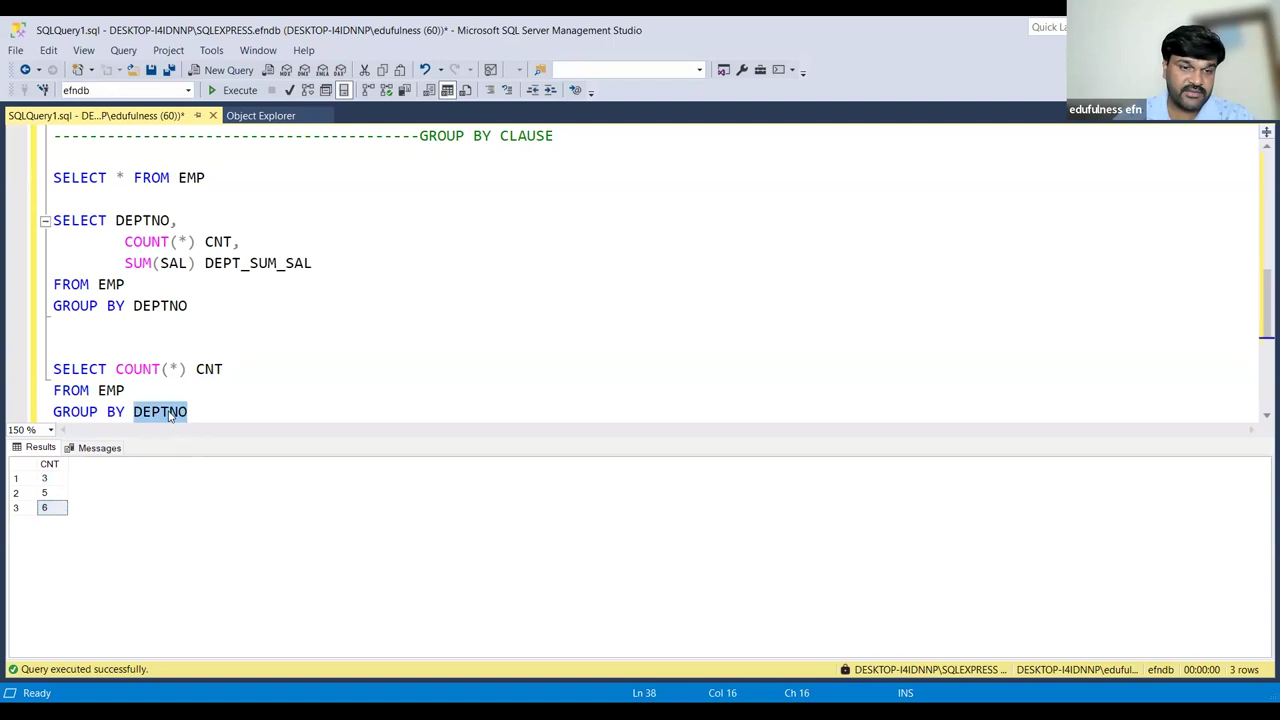 SQLQuery1.sql - DESKTOP-I4IDNNP\SQLEXPRESS.efndb (DESKTOP-I4IDNNP\edufulness (60))* - Microsoft SQL Server Management Studio
Quick La
File Edit View Query Project Tools Window Help
New Query
efndb
Execute
SQLQuery1.sql - DE...P\edufulness (60))*
Object Explorer
edufulness efn
-----------------------------------------GROUP BY CLAUSE
SELECT * FROM EMP
SELECT DEPTNO,
COUNT(*) CNT,
SUM(SAL) DEPT_SUM_SAL
FROM EMP
GROUP BY DEPTNO
SELECT COUNT(*) CNT
FROM EMP
GROUP BY DEPTNO
150 %
Results Messages
CNT
1 3
2 5
3 6
Query executed successfully.
DESKTOP-I4IDNNP\SQLEXPRESS ... DESKTOP-I4IDNNP\eduful... efndb 00:00:00 3 rows
Ready Ln 38 Col 16 Ch 16 INS